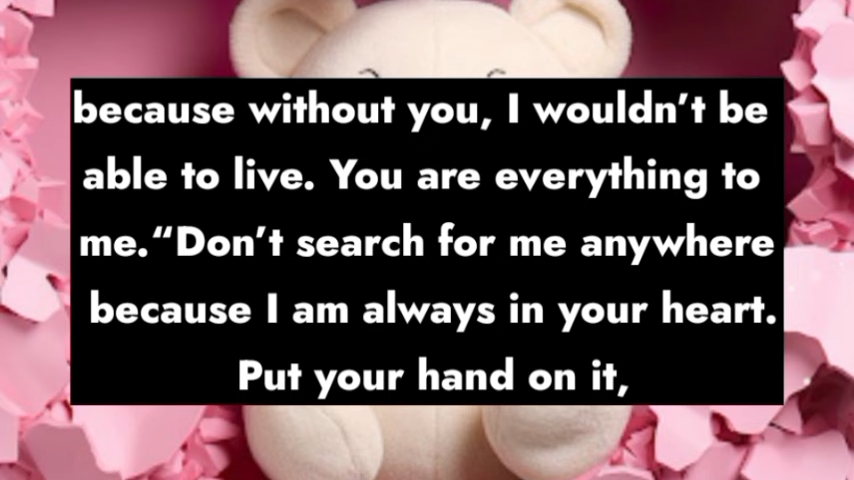 because without you, I wouldn’t be
able to live. You are everything to
me.“Don’t search for me anywhere
because I am always in your heart.
Put your hand on it,